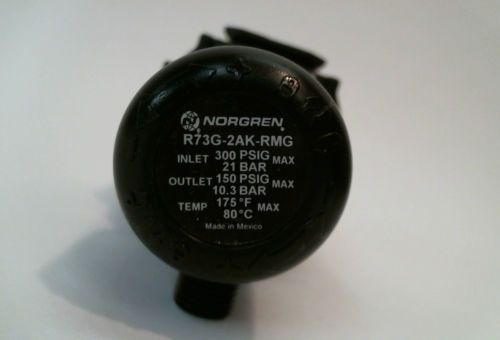 NORGREN®
R73G-2AK-RMG
INLET 300 PSIG MAX
21 BAR
OUTLET 150 PSIG MAX
10.3 BAR
TEMP 175°F MAX
80°C
Made in Mexico